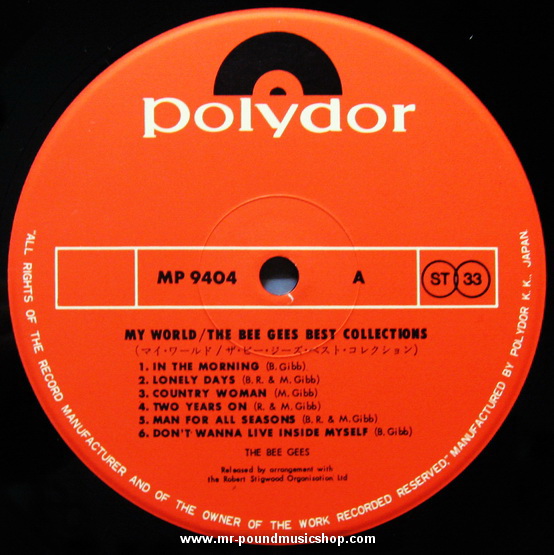 polydor
MP 9404 A ST 33
MY WORLD/THE BEE GEES BEST COLLECTIONS
(マイ・ワールド/ザ・ビー・ジーズ・ベスト・コレクション)
1. IN THE MORNING (B. Gibb)
2. LONELY DAYS (B.R. & M. Gibb)
3. COUNTRY WOMAN (M. Gibb)
4. TWO YEARS ON (R. & M. Gibb)
5. MAN FOR ALL SEASONS (B.R. & M. Gibb)
6. DON'T WANNA LIVE INSIDE MYSELF (B. Gibb)
THE BEE GEES
Released by arrangement with
the Robert Stigwood Organisation Ltd
"ALL RIGHTS OF THE RECORD MANUFACTURER AND OF THE OWNER OF THE WORK RECORDED RESERVED." MANUFACTURED BY POLYDOR K.K., JAPAN
www.mr-poundmusicshop.com